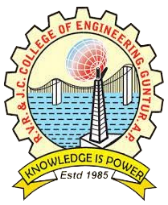 R.V.R. & J.C. COLLEGE OF ENGINEERING, GUNTUR. A.P.
KNOWLEDGE IS POWER
Estd 1985